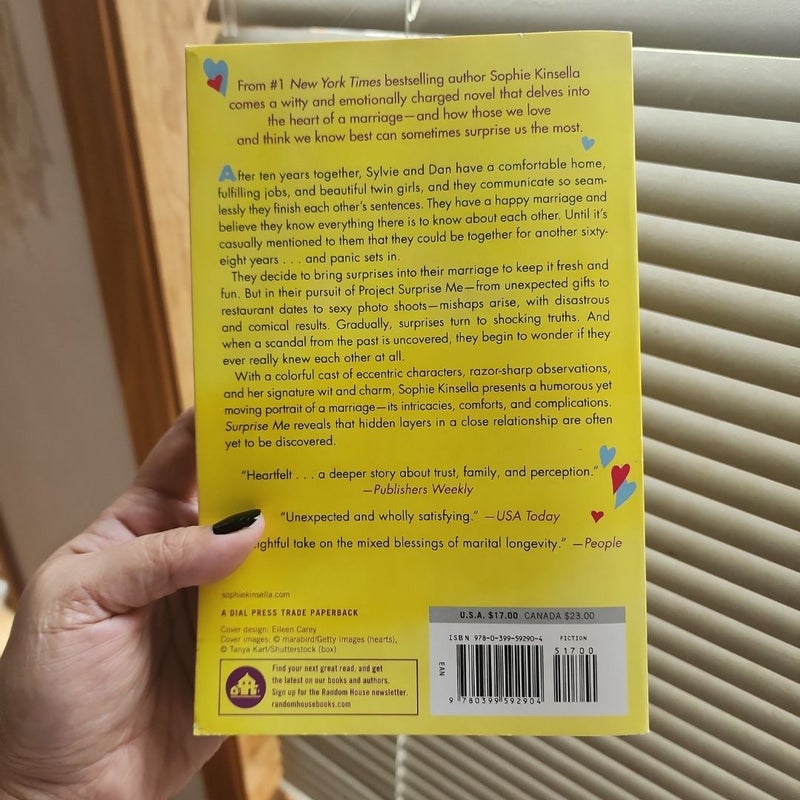 From #1 New York Times bestselling author Sophie Kinsella
comes a witty and emotionally charged novel that delves into
the heart of a marriage—and how those we love
and think we know best can sometimes surprise us the most.
After ten years together, Sylvie and Dan have a comfortable home,
fulfilling jobs, and beautiful twin girls, and they communicate so seam-
lessly they finish each other's sentences. They have a happy marriage and
believe they know everything there is to know about each other. Until it's
casually mentioned to them that they could be together for another sixty-
eight years . . . and panic sets in.
They decide to bring surprises into their marriage to keep it fresh and
fun. But in their pursuit of Project Surprise Me—from unexpected gifts to
restaurant dates to sexy photo shoots—mishaps arise, with disastrous
and comical results. Gradually, surprises turn to shocking truths. And
when a scandal from the past is uncovered, they begin to wonder if they
ever really knew each other at all.
With a colorful cast of eccentric characters, razor-sharp observations,
and her signature wit and charm, Sophie Kinsella presents a humorous yet
moving portrait of a marriage—its intricacies, comforts, and complications.
Surprise Me reveals that hidden layers in a close relationship are often
yet to be discovered.
"Heartfelt . . . a deeper story about trust, family, and perception."
—Publishers Weekly
"Unexpected and wholly satisfying." —USA Today
take on the mixed blessings of marital longevity." —People
sophiekinsella.com
A DIAL PRESS TRADE PAPERBACK
Cover design: Eileen Carey
Cover images: © marabird/Getty Images (hearts),
© Tanya Kart/Shutterstock (box)
Find your next great read, and get
the latest on our books and authors.
Sign up for the Random House newsletter.
randomhousebooks.com
U.S.A. $17.00 CANADA $23.00
ISBN 978-0-399-59290-4 FICTION
51700
EAN
9 780399 592904